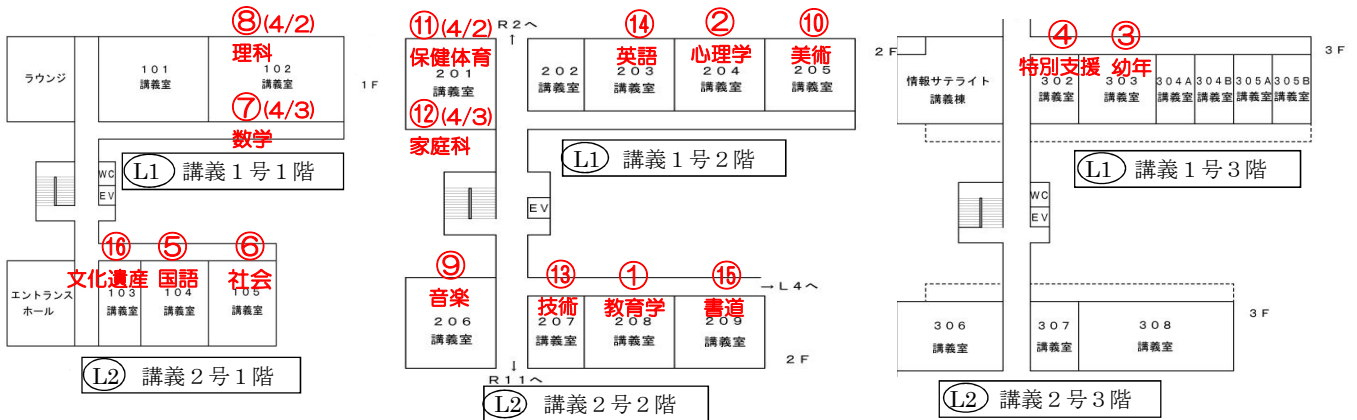 ⑧(4/2)
理科
ラウンジ
101
講義室
102
講義室
1F
⑦(4/3)
数学
L1 講義1号1階
WC
EV
⑯
文化遺産
⑤
国語
⑥
社会
エントランス
ホール
103
講義室
104
講義室
105
講義室
L2 講義2号1階
⑪(4/2)
保健体育
201
講義室
⑫(4/3)
家庭科
R2へ
202
講義室
⑭
英語
203
講義室
②
心理学
204
講義室
⑩
美術
205
講義室
2F
L1 講義1号2階
EV
⑨
音楽
206
講義室
⑬
技術
207
講義室
①
教育学
208
講義室
⑮
書道
209
講義室
→L4へ
2F
R11へ
L2 講義2号2階
情報サテライト
講義棟
④
特別支援
302
講義室
③
幼年
303
講義室
304A
講義室
304B
講義室
305A
講義室
305B
講義室
3F
L1 講義1号3階
WC
EV
306
講義室
307
講義室
308
講義室
3F
L2 講義2号3階